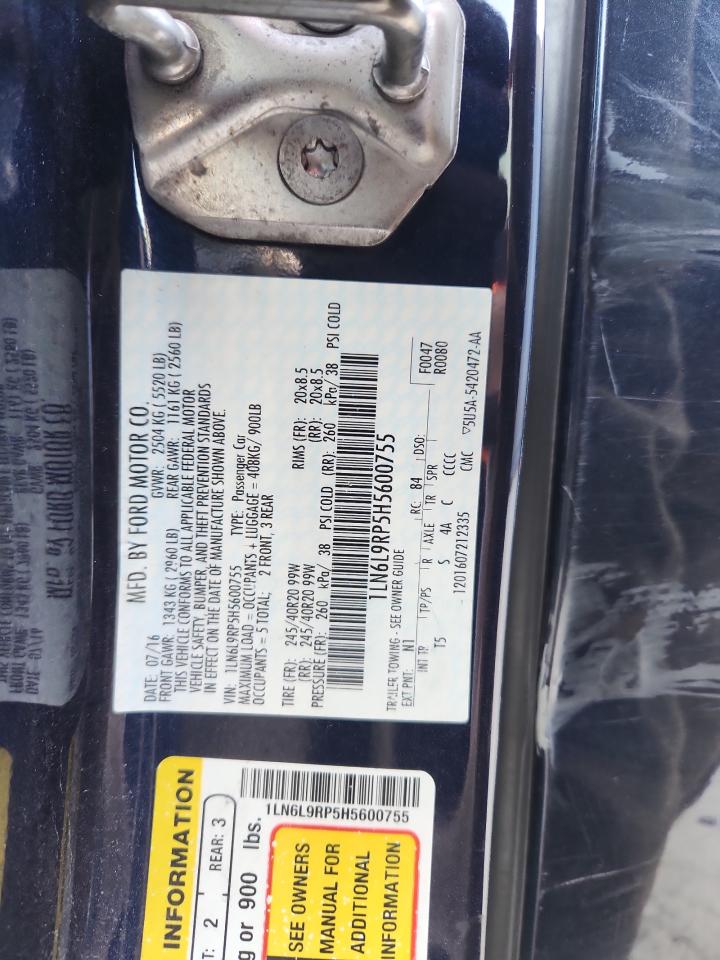 MFD. BY FORD MOTOR CO.
DATE: 07/16 GVWR: 2504 KG ( 5520 LB)
FRONT GAWR: 1343 KG ( 2960 LB) REAR GAWR: 1161 KG ( 2560 LB)
THIS VEHICLE CONFORMS TO ALL APPLICABLE FEDERAL MOTOR
VEHICLE SAFETY, BUMPER, AND THEFT PREVENTION STANDARDS
IN EFFECT ON THE DATE OF MANUFACTURE SHOWN ABOVE.
VIN: 1LN6L9RP5H5600755 TYPE: Passenger Car
MAXIMUM LOAD = OCCUPANTS + LUGGAGE = 408KG/ 900LB
OCCUPANTS = 5 TOTAL; 2 FRONT, 3 REAR
TIRE (FR): 245/40R20 99W RIMS (FR): 20x8.5
(RR): 245/40R20 99W (RR): 20x8.5
PRESSURE (FR): 260 kPa/ 38 PSI COLD (RR): 260 kPa/ 38 PSI COLD
1LN6L9RP5H5600755
TRAILER TOWING - SEE OWNER GUIDE
EXT PNT: N1 RC: 84 DSO: F0047
R0080
INT TR TP/PS R AXLE TR SPR
T5 S 4A C CCCC
1201607212335 CMC ▽5U5A-5420472-AA
INFORMATION
T: 2 REAR: 3
g or 900 lbs.
1LN6L9RP5H5600755
SEE OWNERS
MANUAL FOR
ADDITIONAL
INFORMATION